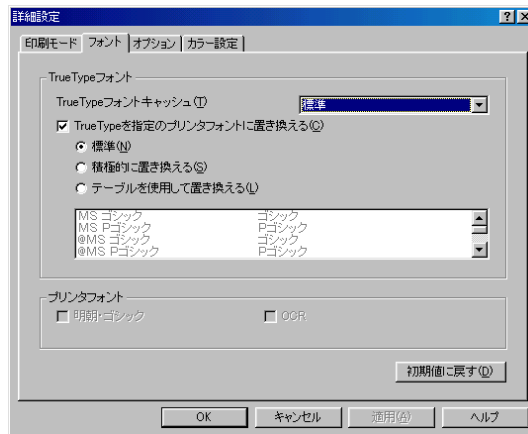 詳細設定
印刷モード フォント オプション カラー設定
TrueTypeフォント
TrueTypeフォントキャッシュ(T) 標準
TrueTypeを指定のプリンタフォントに置き換える(C)
標準(N)
積極的に置き換える(S)
テーブルを使用して置き換える(L)
MS ゴシック ゴシック
MS Pゴシック Pゴシック
@MS ゴシック ゴシック
@MS Pゴシック Pゴシック
プリンタフォント
明朝・ゴシック OCR
初期値に戻す(D)
OK キャンセル 適用(A) ヘルプ